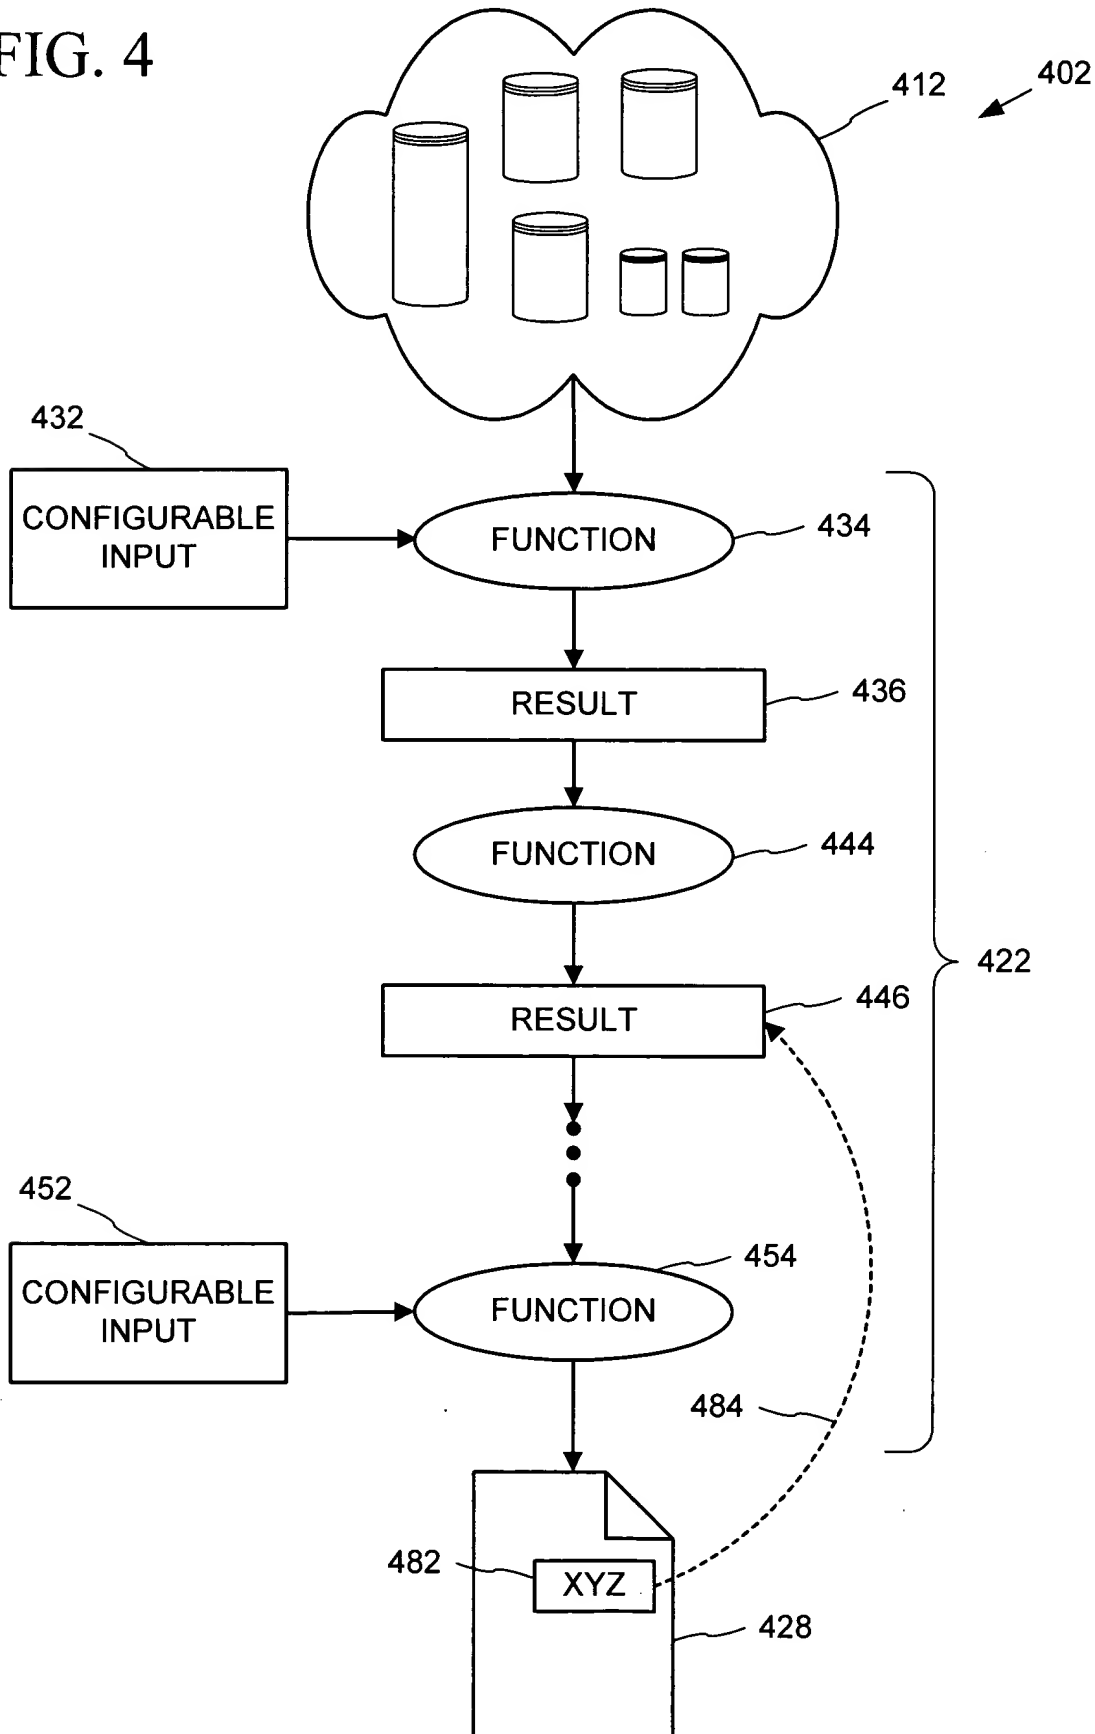 FIG. 4
402
412
432
CONFIGURABLE
INPUT
FUNCTION
434
RESULT
436
FUNCTION
444
422
RESULT
446
452
CONFIGURABLE
INPUT
454
FUNCTION
484
482
XYZ
428